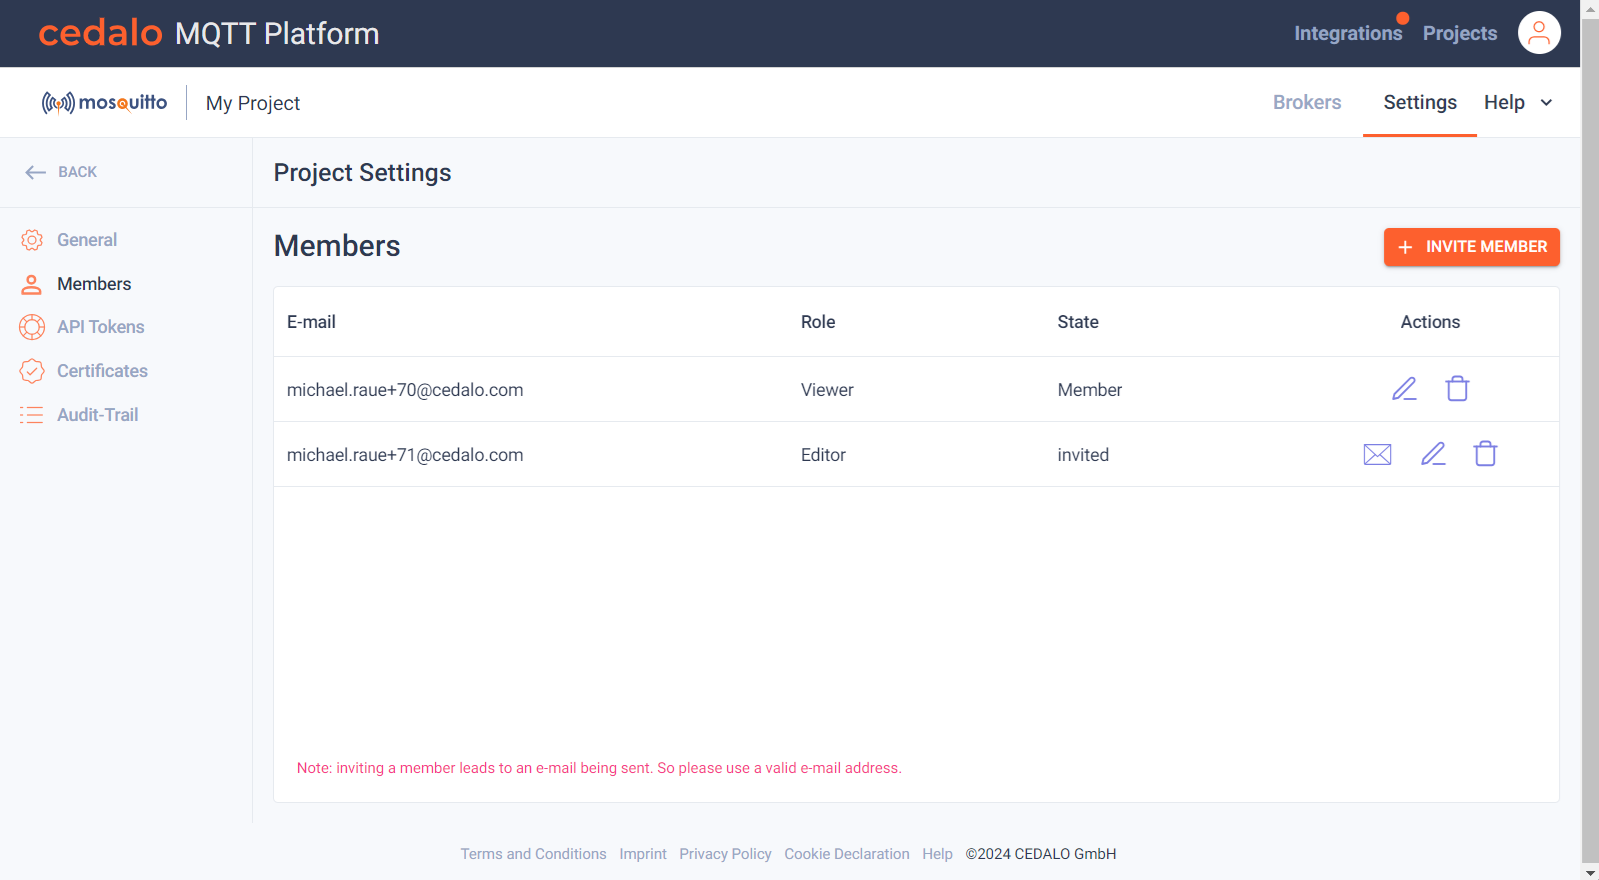 cedalo MQTT Platform
Integrations Projects
mosquitto My Project
Brokers Settings Help
BACK
Project Settings
General
Members
API Tokens
Certificates
Audit-Trail
Members
INVITE MEMBER
E-mail Role State Actions
michael.raue+70@cedalo.com Viewer Member
michael.raue+71@cedalo.com Editor invited
Note: inviting a member leads to an e-mail being sent. So please use a valid e-mail address.
Terms and Conditions Imprint Privacy Policy Cookie Declaration Help ©2024 CEDALO GmbH